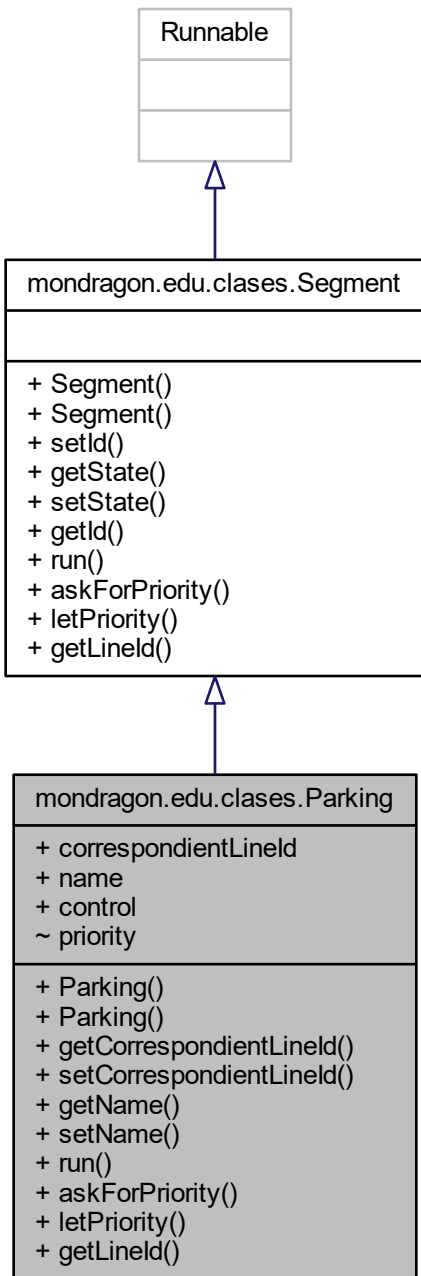 Runnable
mondragon.edu.clases.Segment
+ Segment()
+ Segment()
+ setId()
+ getState()
+ setState()
+ getId()
+ run()
+ askForPriority()
+ letPriority()
+ getLineId()
mondragon.edu.clases.Parking
+ correspondientLineId
+ name
+ control
~ priority
+ Parking()
+ Parking()
+ getCorrespondientLineId()
+ setCorrespondientLineId()
+ getName()
+ setName()
+ run()
+ askForPriority()
+ letPriority()
+ getLineId()